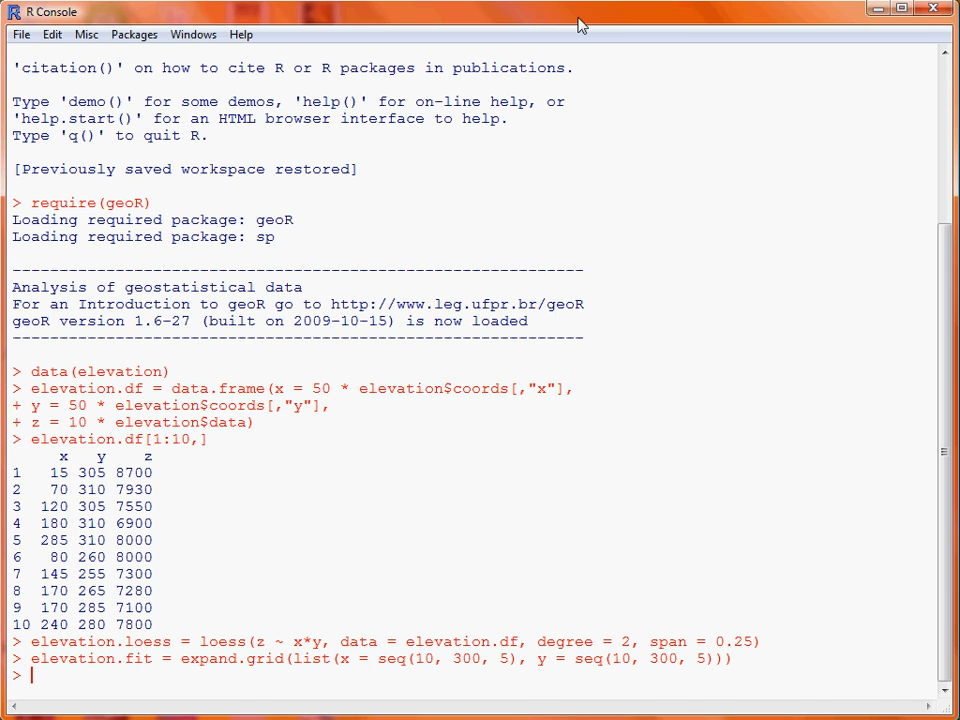 R Console
File Edit Misc Packages Windows Help
'citation()' on how to cite R or R packages in publications.
Type 'demo()' for some demos, 'help()' for on-line help, or
'help.start()' for an HTML browser interface to help.
Type 'q()' to quit R.
[Previously saved workspace restored]
> require(geoR)
Loading required package: geoR
Loading required package: sp
-------------------------------------------------------------
Analysis of geostatistical data
For an Introduction to geoR go to http://www.leg.ufpr.br/geoR
geoR version 1.6-27 (built on 2009-10-15) is now loaded
-------------------------------------------------------------
> data(elevation)
> elevation.df = data.frame(x = 50 * elevation$coords[,"x"],
+ y = 50 * elevation$coords[,"y"],
+ z = 10 * elevation$data)
> elevation.df[1:10,]
x y z
1 15 305 8700
2 70 310 7930
3 120 305 7550
4 180 310 6900
5 285 310 8000
6 80 260 8000
7 145 255 7300
8 170 265 7280
9 170 285 7100
10 240 280 7800
> elevation.loess = loess(z ~ x*y, data = elevation.df, degree = 2, span = 0.25)
> elevation.fit = expand.grid(list(x = seq(10, 300, 5), y = seq(10, 300, 5)))
>